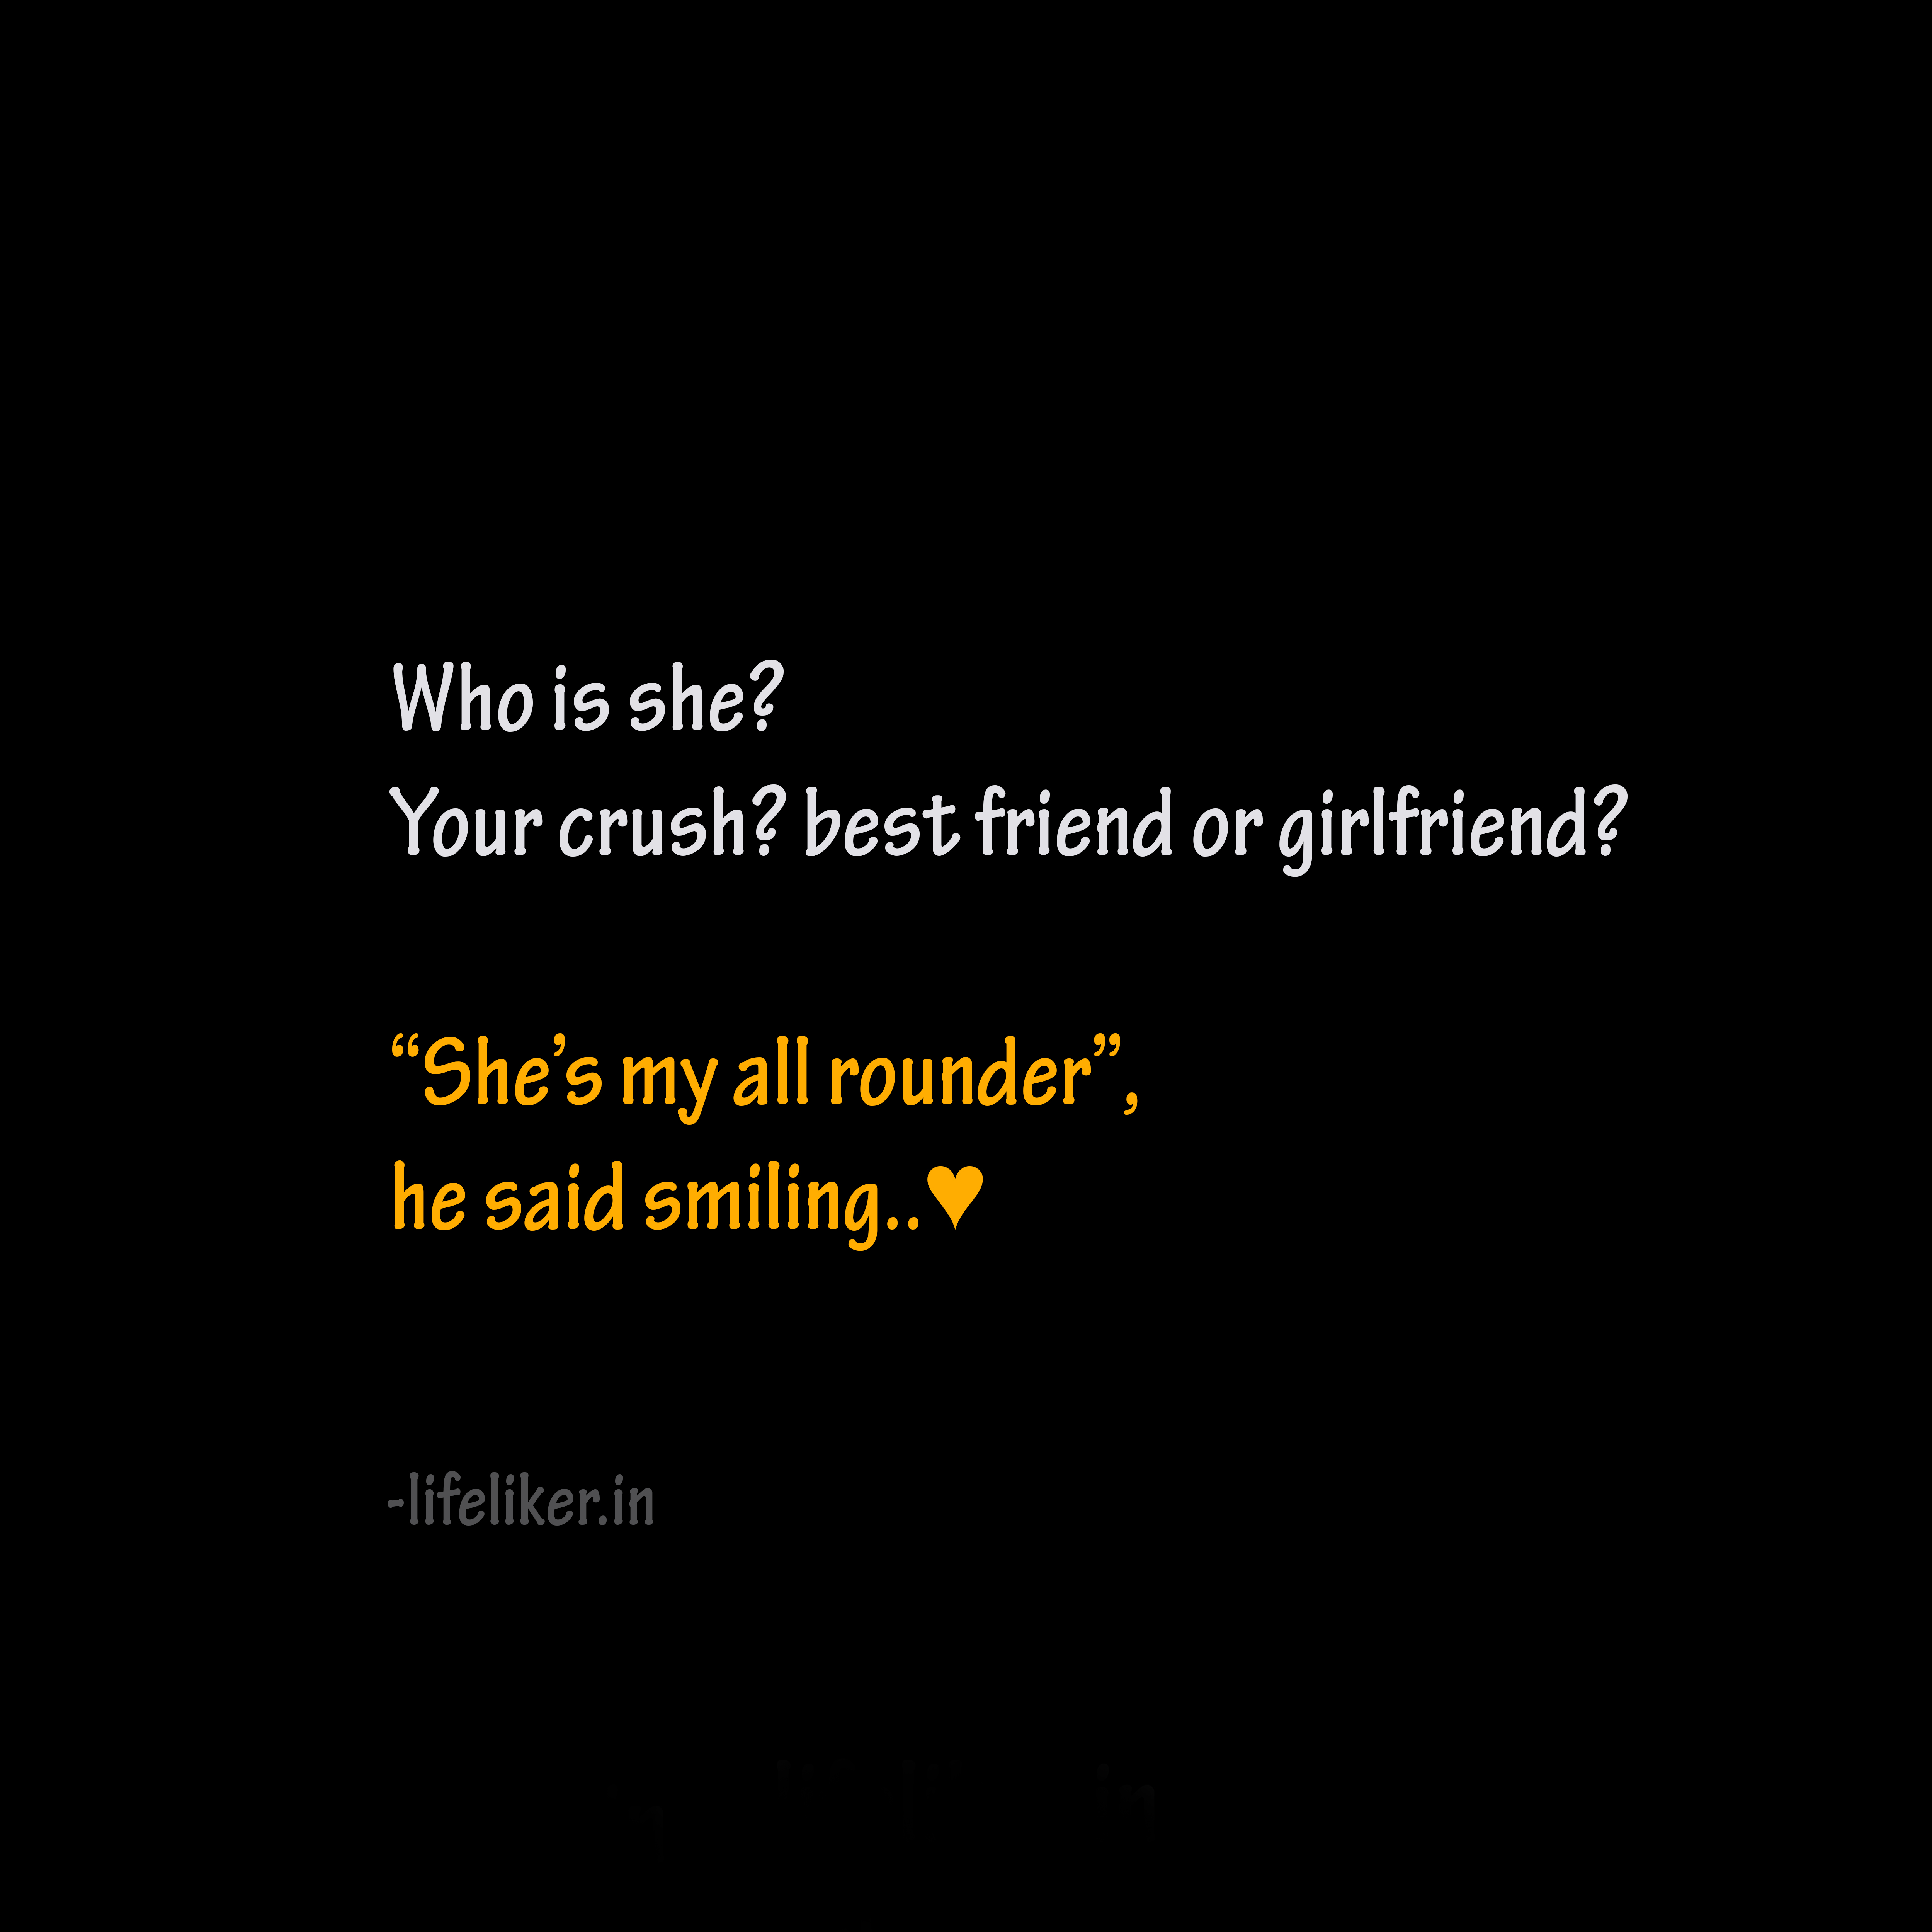 Who is she?
Your crush? best friend or girlfriend?
“She’s my all rounder”,
he said smiling..♥
-lifeliker.in